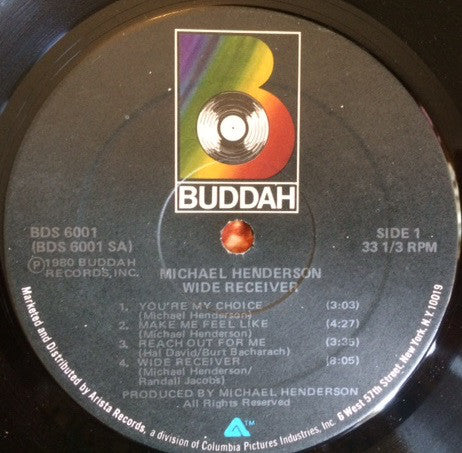 BUDDAH
BDS 6001
(BDS 6001 SA)
℗1980 BUDDAH
RECORDS, INC.
SIDE 1
33 1/3 RPM
MICHAEL HENDERSON
WIDE RECEIVER
1. YOU'RE MY CHOICE (3:03)
(Michael Henderson)
2. MAKE ME FEEL LIKE (4:27)
(Michael Henderson)
3. REACH OUT FOR ME (3:35)
(Hal David/Burt Bacharach)
4. WIDE RECEIVER (8:05)
(Michael Henderson/
Randall Jacobs)
PRODUCED BY MICHAEL HENDERSON
All Rights Reserved
Marketed and Distributed by Arista Records, a division of Columbia Pictures Industries, Inc. 6 West 57th Street, New York, N.Y. 10019
A™